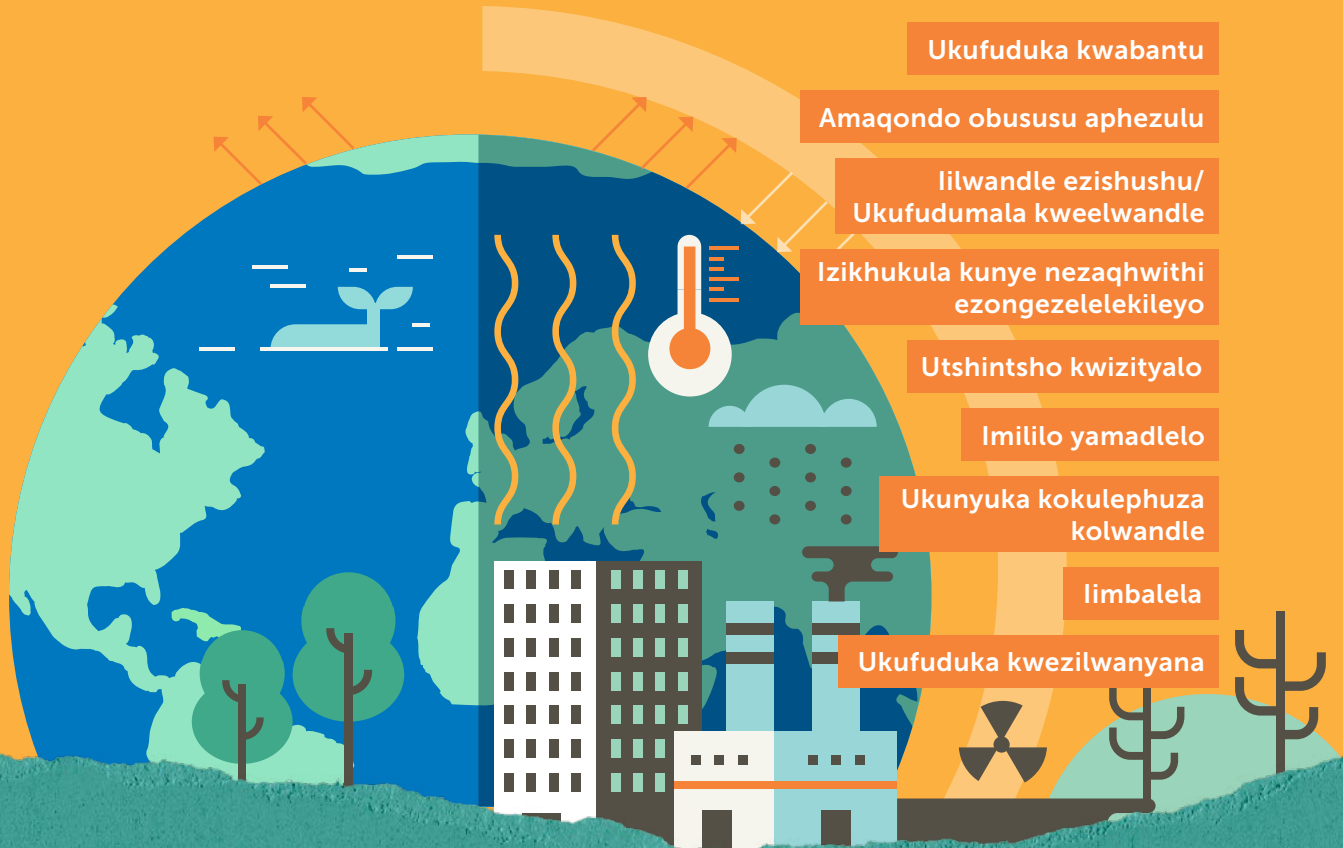 Ukufuduka kwabantu
Amaqondo obususu aphezulu
Iilwandle ezishushu/
Ukufudumala kweelwandle
Izikhukula kunye nezaqhwithi
ezongezelelekileyo
Utshintsho kwizityalo
Imililo yamadlelo
Ukunyuka kokulephuza
kolwandle
Iimbalela
Ukufuduka kwezilwanyana